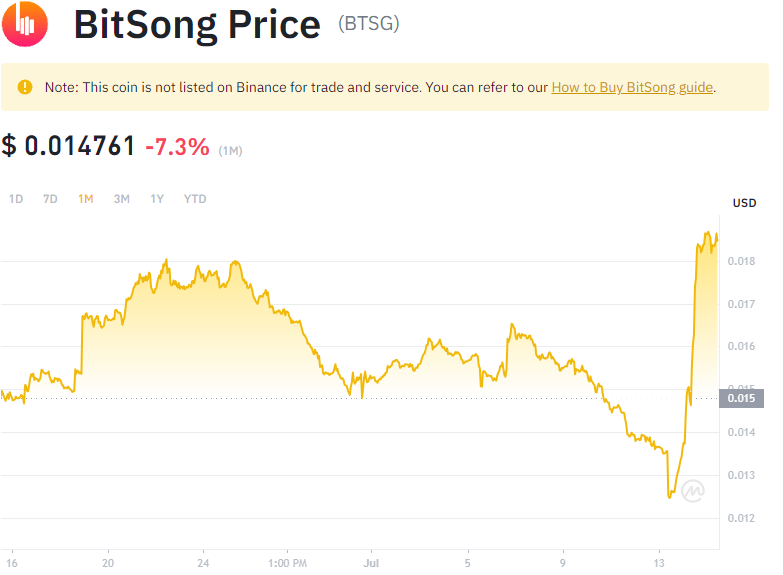 BitSong Price (BTSG)
Note: This coin is not listed on Binance for trade and service. You can refer to our How to Buy BitSong guide.
$ 0.014761 -7.3% (1M)
1D 7D 1M 3M 1Y YTD
USD
0.018
0.017
0.016
0.015
0.015
0.014
0.013
0.012
16 20 24 1:00 PM Jul 5 9 13